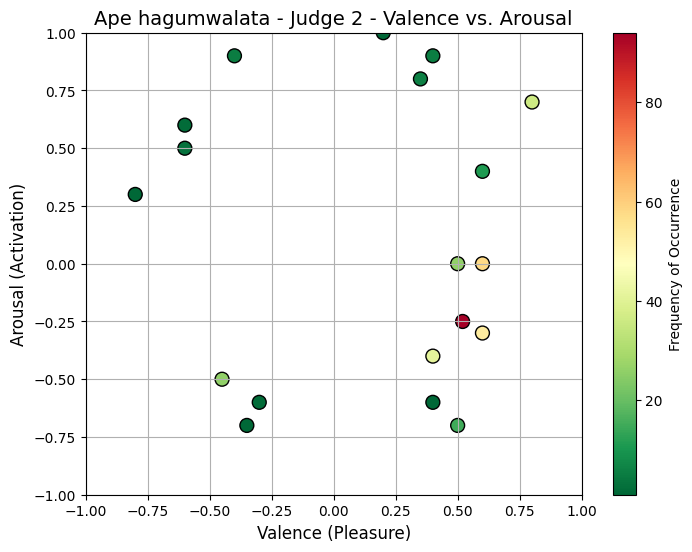 Ape hagumwalata - Judge 2 - Valence vs. Arousal
1.00
0.75
0.50
0.25
0.00
−0.25
−0.50
−0.75
−1.00
Arousal (Activation)
−1.00 −0.75 −0.50 −0.25 0.00 0.25 0.50 0.75 1.00
Valence (Pleasure)
80
60
40
20
Frequency of Occurrence